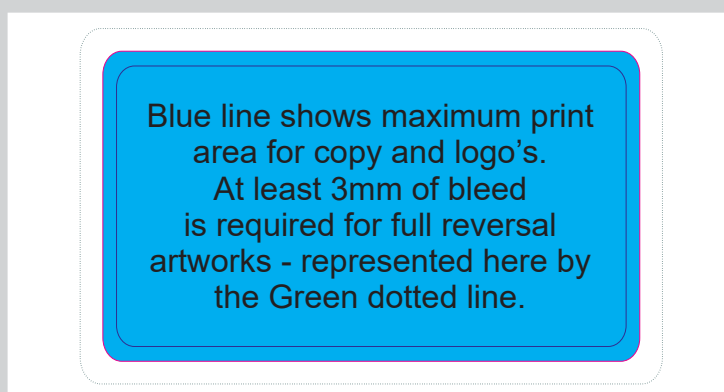 Blue line shows maximum print
area for copy and logo's.
At least 3mm of bleed
is required for full reversal
artworks - represented here by
the Green dotted line.